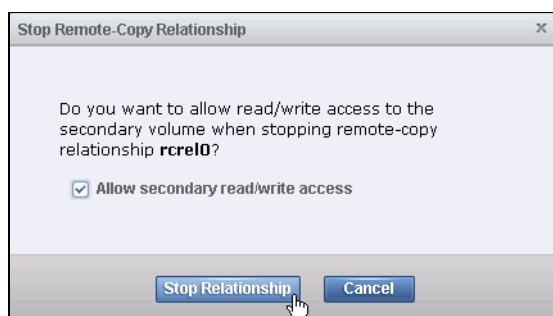 Stop Remote-Copy Relationship x
Do you want to allow read/write access to the
secondary volume when stopping remote-copy
relationship rcrel0?
Allow secondary read/write access
Stop Relationship Cancel